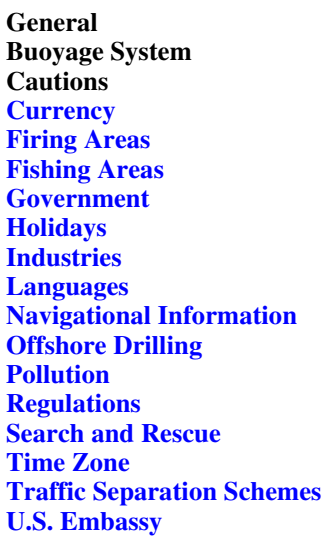 General
Buoyage System
Cautions
Currency
Firing Areas
Fishing Areas
Government
Holidays
Industries
Languages
Navigational Information
Offshore Drilling
Pollution
Regulations
Search and Rescue
Time Zone
Traffic Separation Schemes
U.S. Embassy